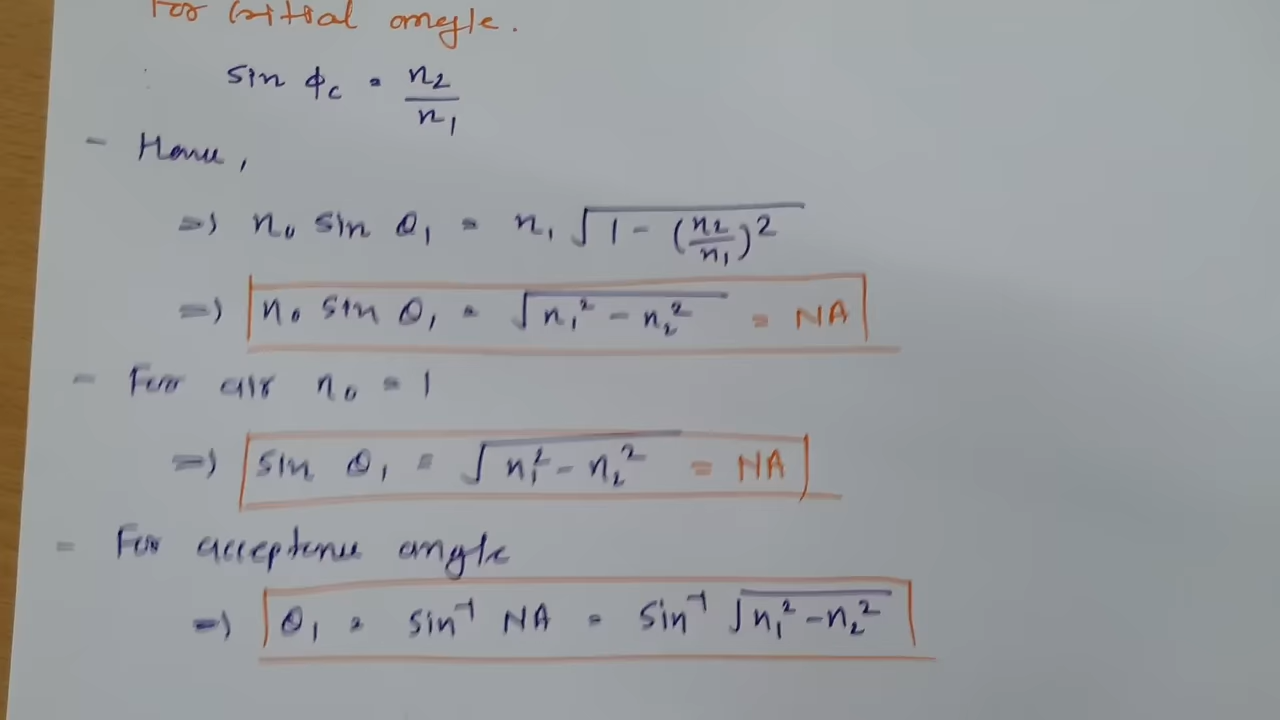 For Critical angle.
sin ϕc = n2/n1
- Hence,
=> n0 sin θ1 = n1 √(1 - (n2/n1)²)
=> n0 sin θ1 = √(n1² - n2²) = NA
- For air n0 = 1
=> sin θ1 = √(n1² - n2²) = NA
= For acceptance angle
=> θ1 = sin⁻¹ NA = sin⁻¹ √(n1² - n2²)